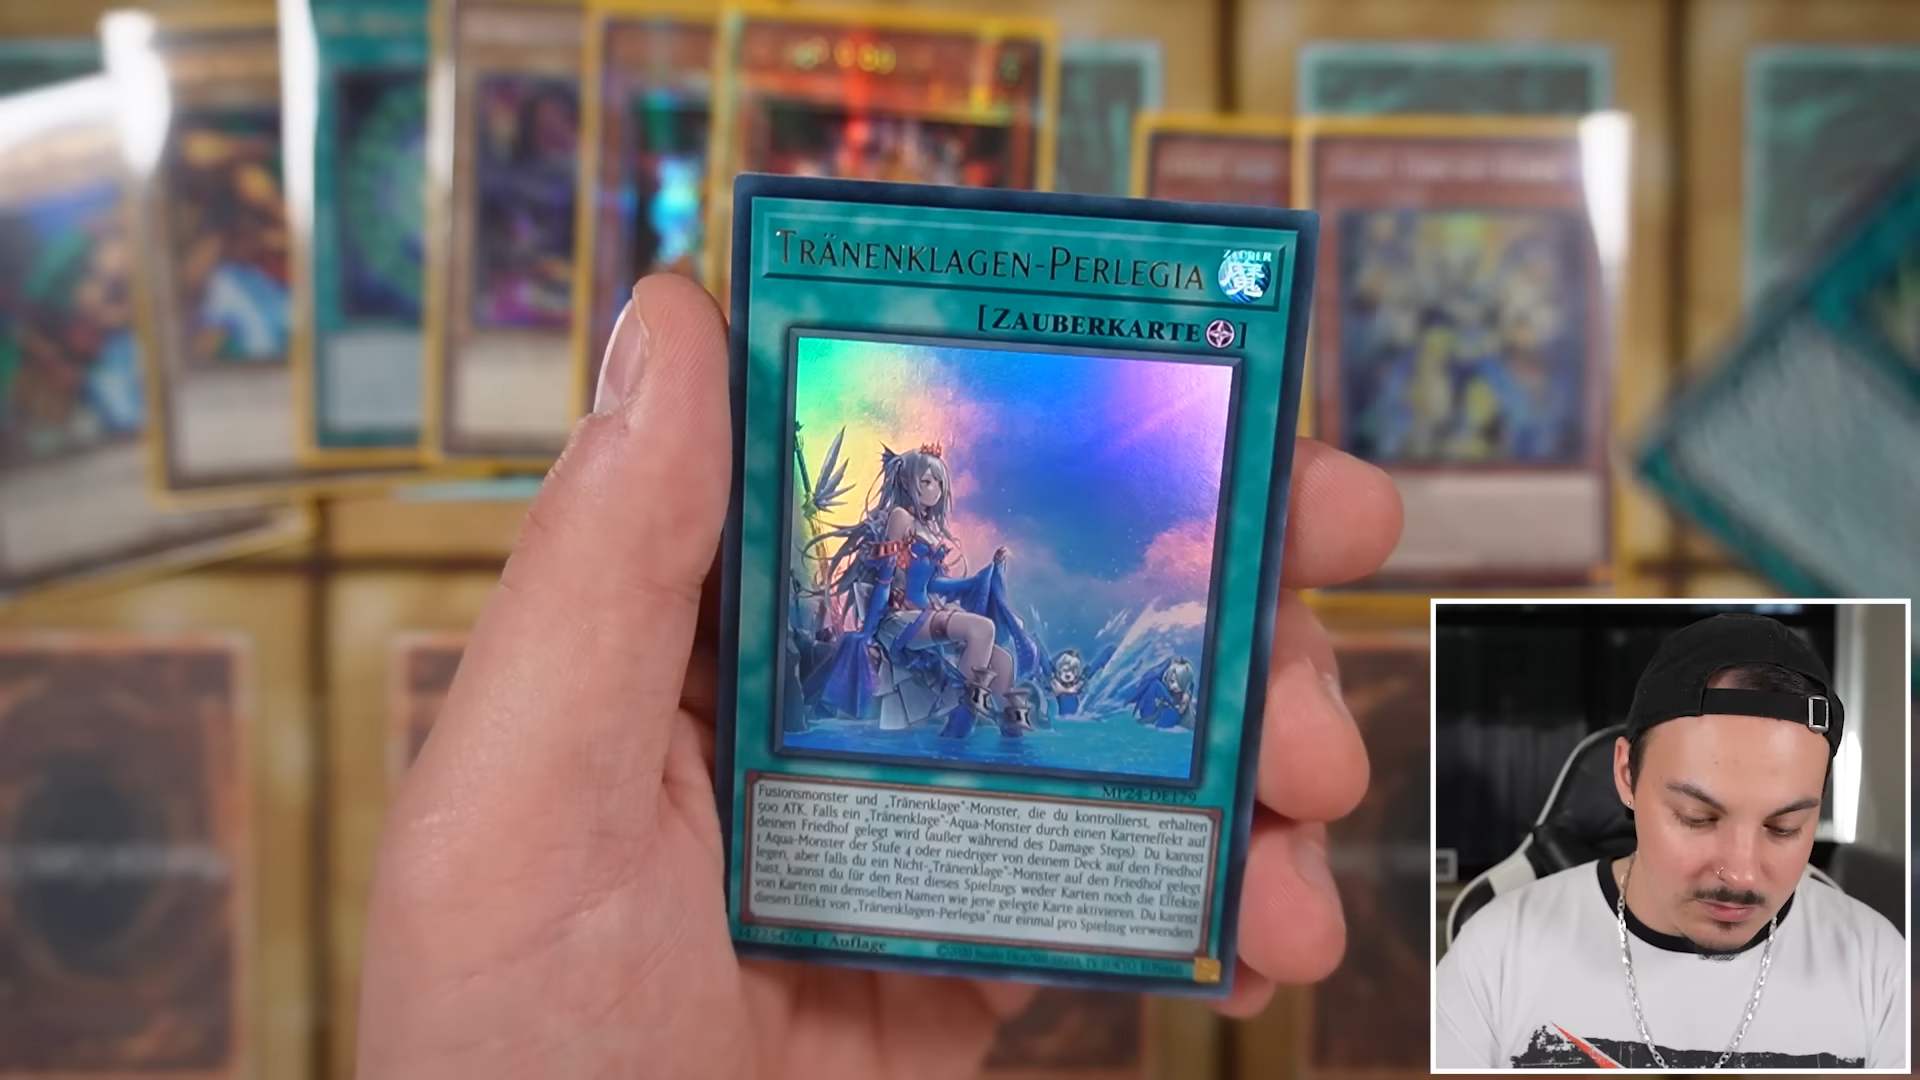 TRÄNENKLAGEN-PERLEGIA
ZAUBER
魔
[ZAUBERKARTE]
MP24-DE179
Fusionsmonster und „Tränenklage"-Monster, die du kontrollierst, erhalten
500 ATK. Falls ein „Tränenklage"-Aqua-Monster durch einen Karteneffekt auf
deinen Friedhof gelegt wird (außer während des Damage Steps): Du kannst
1 Aqua-Monster der Stufe 4 oder niedriger von deinem Deck auf den Friedhof
legen, aber falls du ein Nicht-„Tränenklage"-Monster auf den Friedhof gelegt
hast, kannst du für den Rest dieses Spielzugs weder Karten noch die Effekte
von Karten mit demselben Namen wie jene gelegte Karte aktivieren. Du kannst
diesen Effekt von „Tränenklagen-Perlegia" nur einmal pro Spielzug verwenden.
1. Auflage